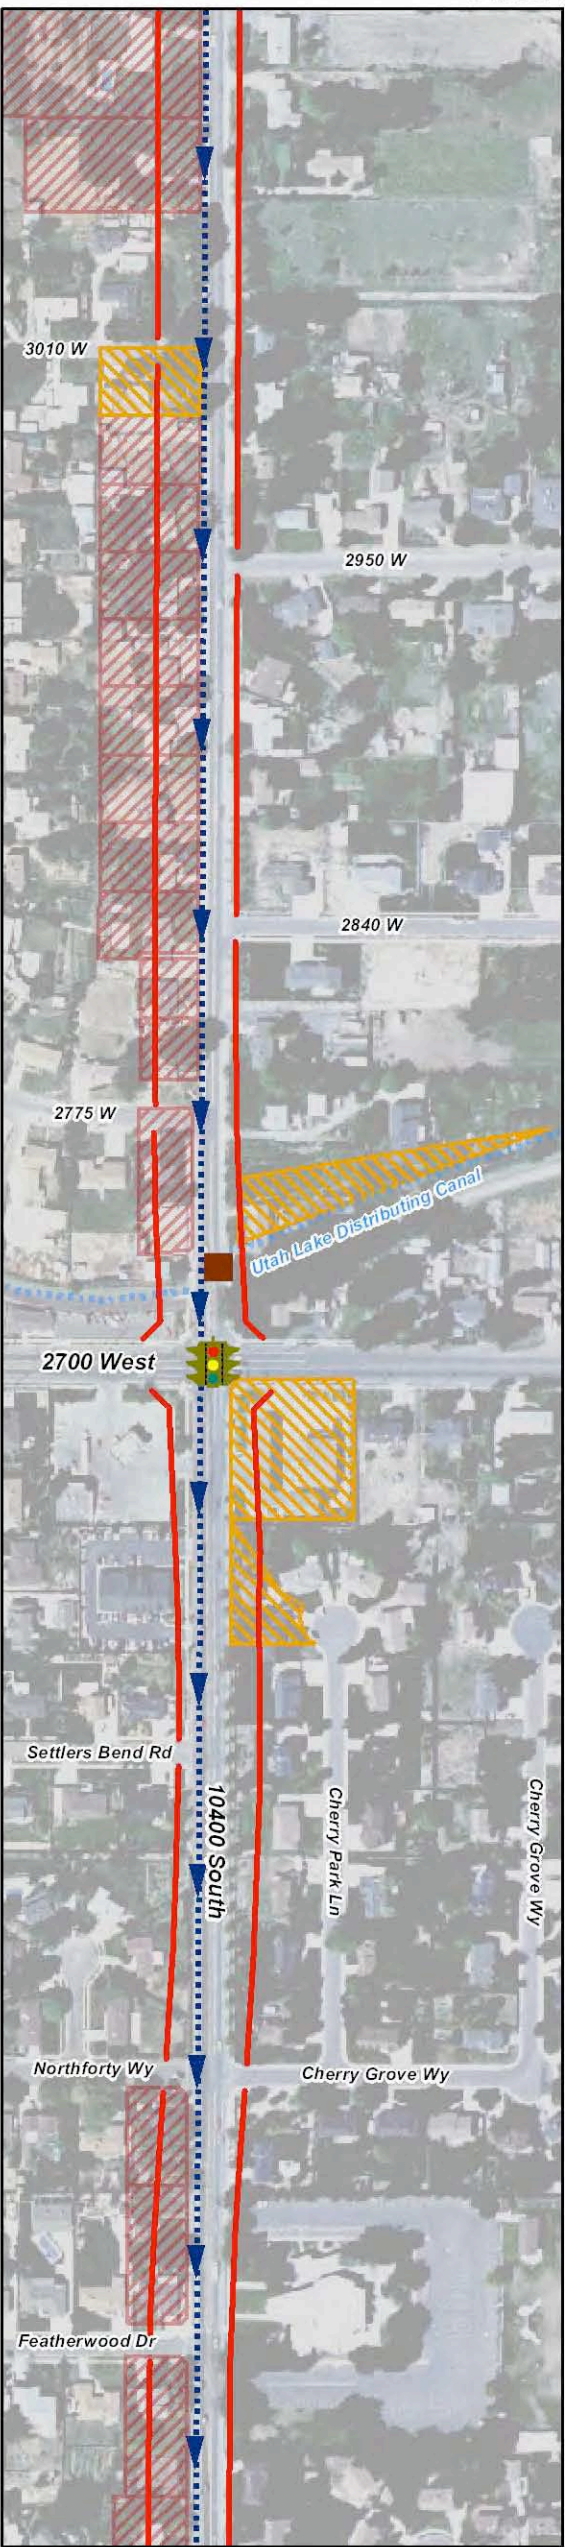 3010 W
2950 W
2840 W
2775 W
Utah Lake Distributing Canal
2700 West
Settlers Bend Rd
10400 South
Cherry Park Ln
Cherry Grove Wy
Northforty Wy
Cherry Grove Wy
Featherwood Dr